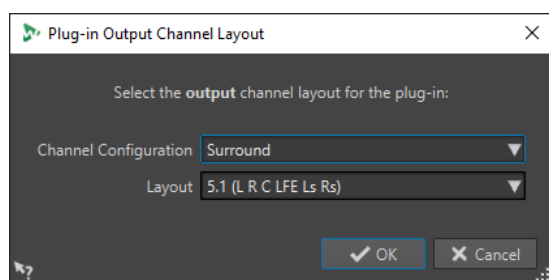 Plug-in Output Channel Layout
Select the output channel layout for the plug-in:
Channel Configuration Surround
Layout 5.1 (L R C LFE Ls Rs)
OK Cancel
?